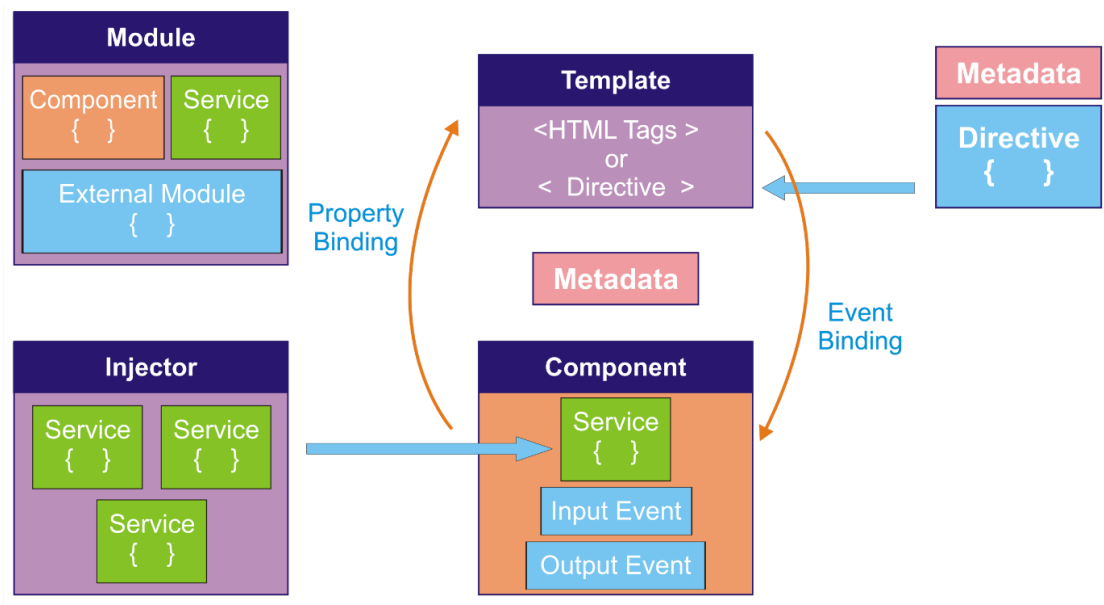 Module
Component
{ }
Service
{ }
External Module
{ }
Template
<HTML Tags >
or
< Directive >
Metadata
Directive
{ }
Property
Binding
Metadata
Event
Binding
Injector
Service
{ }
Service
{ }
Service
{ }
Component
Service
{ }
Input Event
Output Event